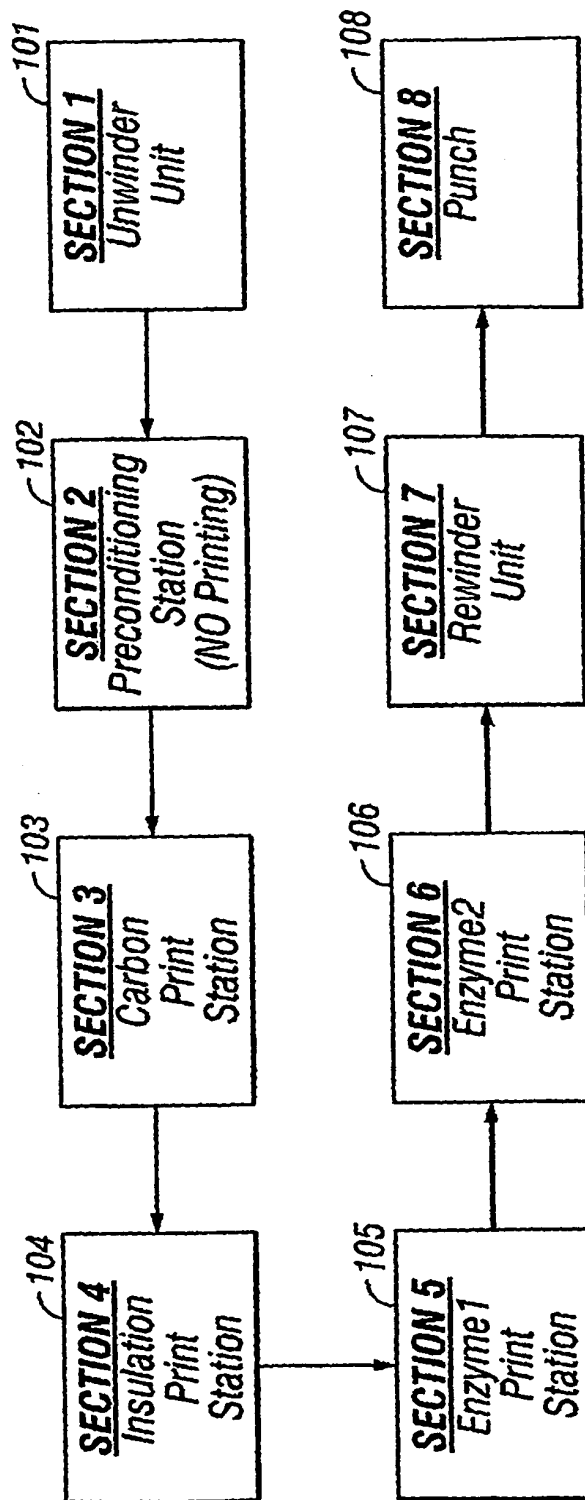 101
SECTION 1
Unwinder
Unit
102
SECTION 2
Preconditioning
Station
(NO Printing)
103
SECTION 3
Carbon
Print
Station
104
SECTION 4
Insulation
Print
Station
105
SECTION 5
Enzyme1
Print
Station
106
SECTION 6
Enzyme2
Print
Station
107
SECTION 7
Rewinder
Unit
108
SECTION 8
Punch